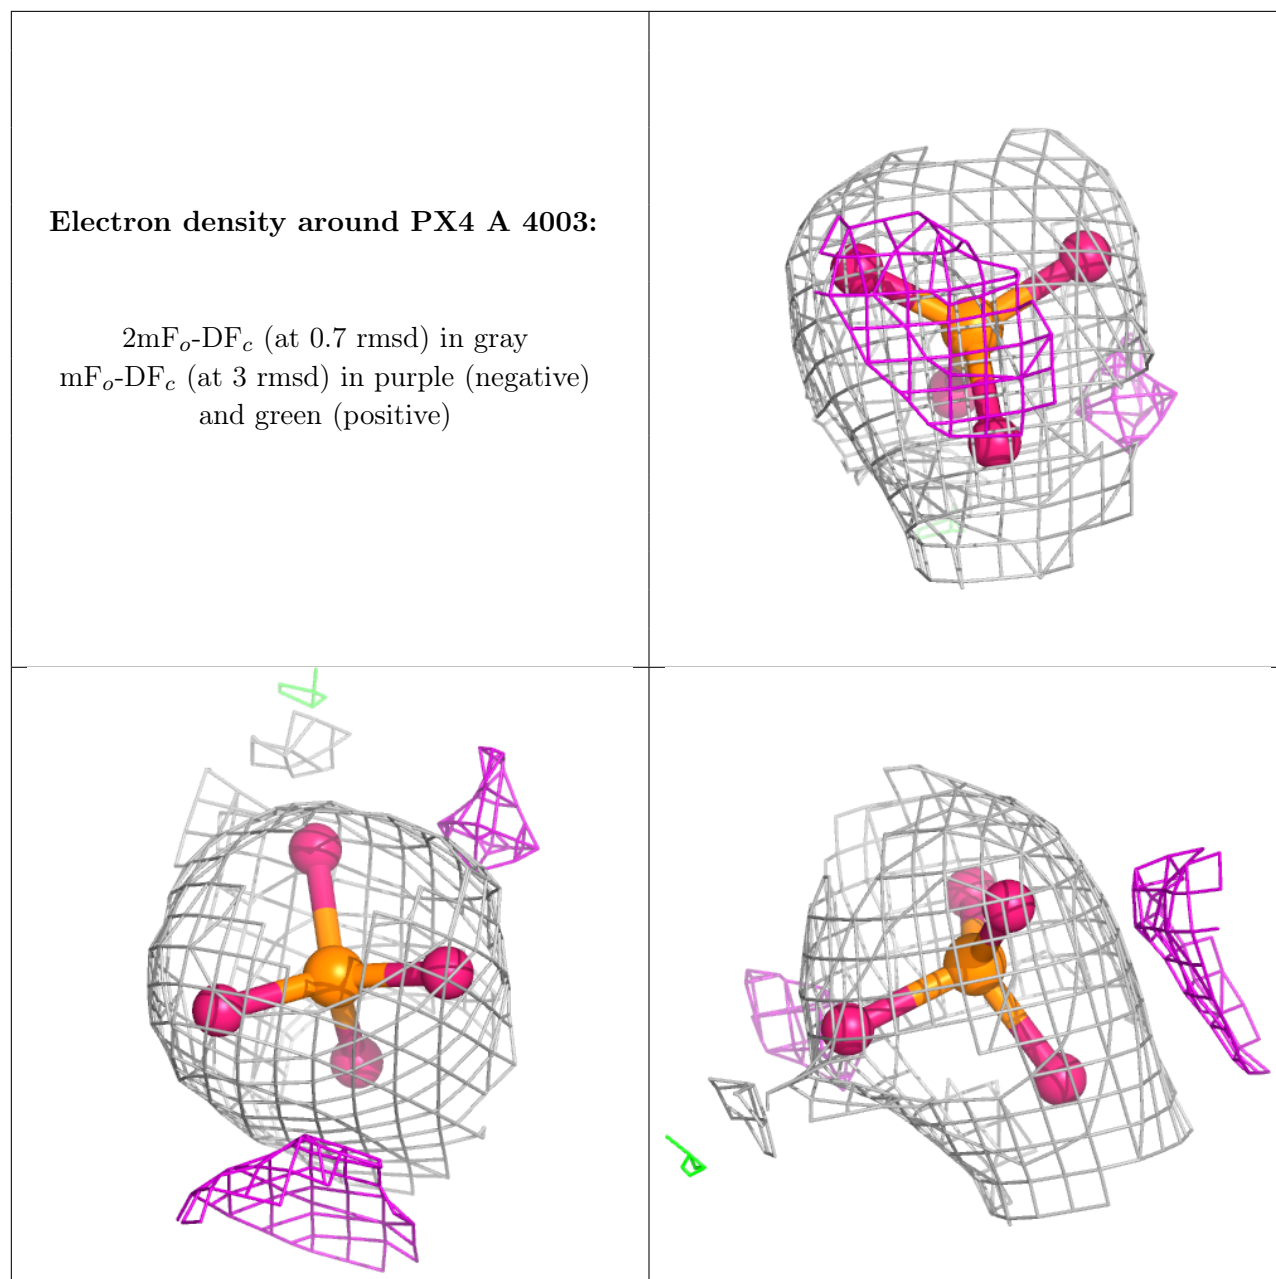 Electron density around PX4 A 4003:
2mFo-DFc (at 0.7 rmsd) in gray
mFo-DFc (at 3 rmsd) in purple (negative)
and green (positive)